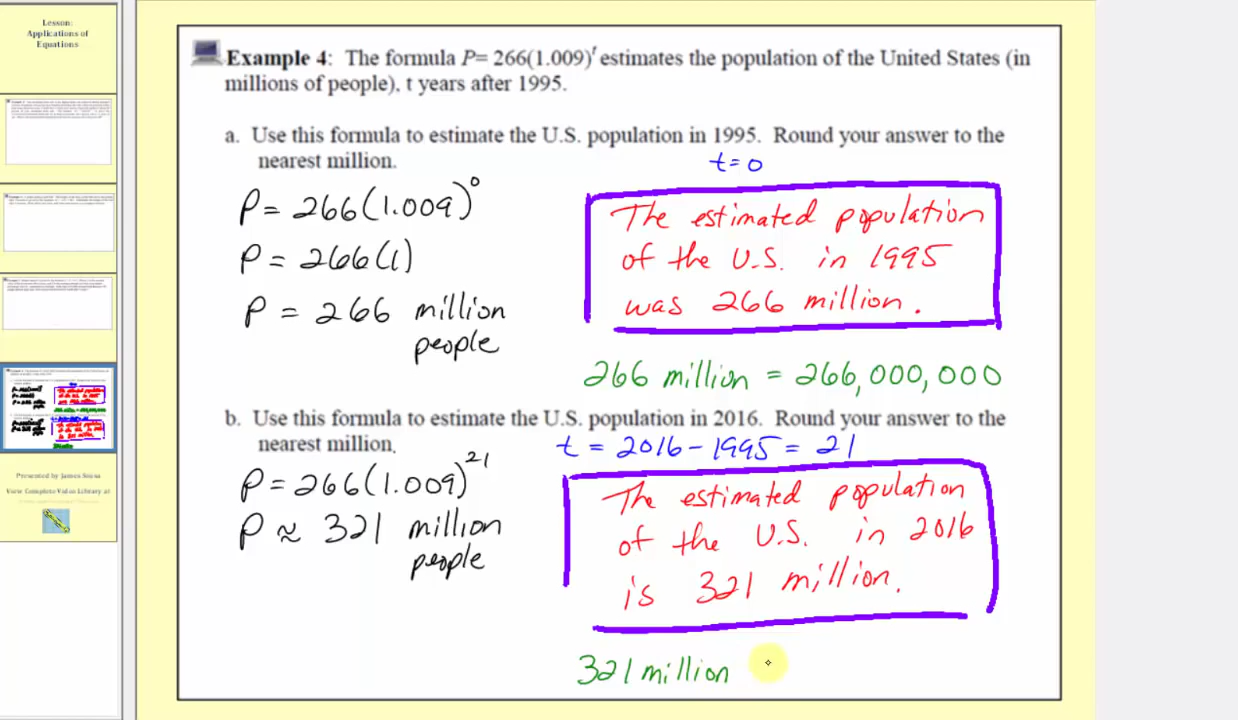 Lesson:
Applications of
Equations
Presented by James Sousa
View Complete Video Library at
Example 4: The formula P= 266(1.009)^t estimates the population of the United States (in
millions of people), t years after 1995.
a. Use this formula to estimate the U.S. population in 1995. Round your answer to the
nearest million.
t=0
P= 266(1.009)^0
P= 266(1)
P = 266 million
people
The estimated population
of the U.S. in 1995
was 266 million.
266 million = 266,000,000
b. Use this formula to estimate the U.S. population in 2016. Round your answer to the
nearest million.
t = 2016-1995 = 21
P=266(1.009)^21
P ≈ 321 million
people
The estimated population
of the U.S. in 2016
is 321 million.
321 million